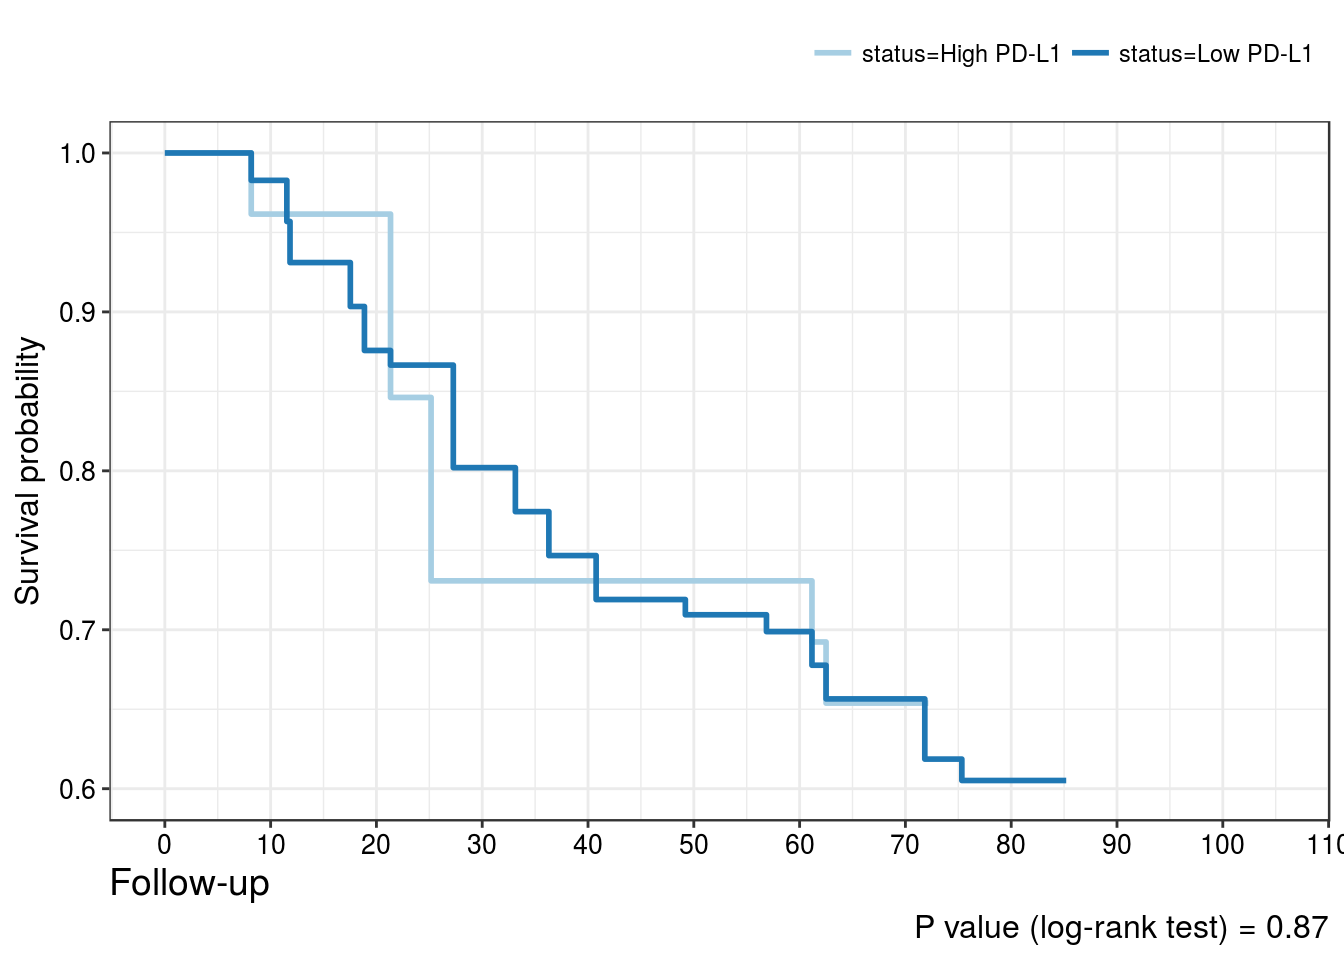 status=High PD-L1 status=Low PD-L1
Survival probability
1.0
0.9
0.8
0.7
0.6
0 10 20 30 40 50 60 70 80 90 100 110
Follow-up
P value (log-rank test) = 0.87